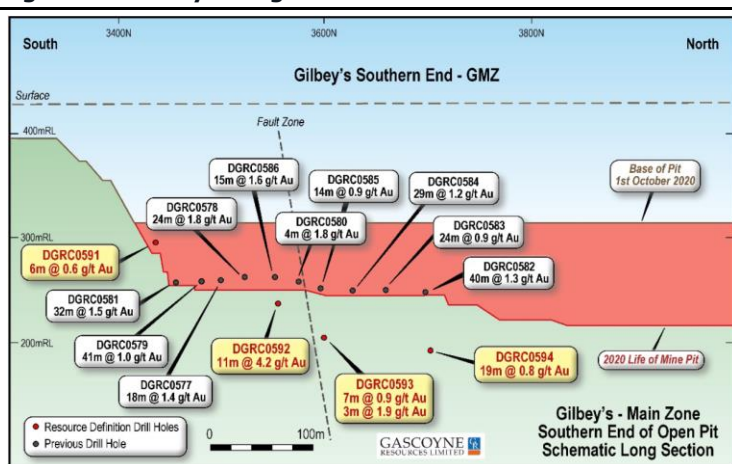 South
3400N
3600N
3800N
North
Gilbey's Southern End - GMZ
Surface
Fault Zone
400mRL
DGRC0586
15m @ 1.6 g/t Au
DGRC0585
14m @ 0.9 g/t Au
DGRC0584
29m @ 1.2 g/t Au
Base of Pit
1st October 2020
DGRC0578
24m @ 1.8 g/t Au
DGRC0580
4m @ 1.8 g/t Au
DGRC0583
24m @ 0.9 g/t Au
300mRL
DGRC0591
6m @ 0.6 g/t Au
DGRC0582
40m @ 1.3 g/t Au
DGRC0581
32m @ 1.5 g/t Au
200mRL
DGRC0579
41m @ 1.0 g/t Au
DGRC0592
11m @ 4.2 g/t Au
DGRC0594
19m @ 0.8 g/t Au
2020 Life of Mine Pit
DGRC0577
18m @ 1.4 g/t Au
DGRC0593
7m @ 0.9 g/t Au
3m @ 1.9 g/t Au
Resource Definition Drill Holes
Previous Drill Hole
0
100m
GASCOYNE
RESOURCES LIMITED
Gilbey's - Main Zone
Southern End of Open Pit
Schematic Long Section